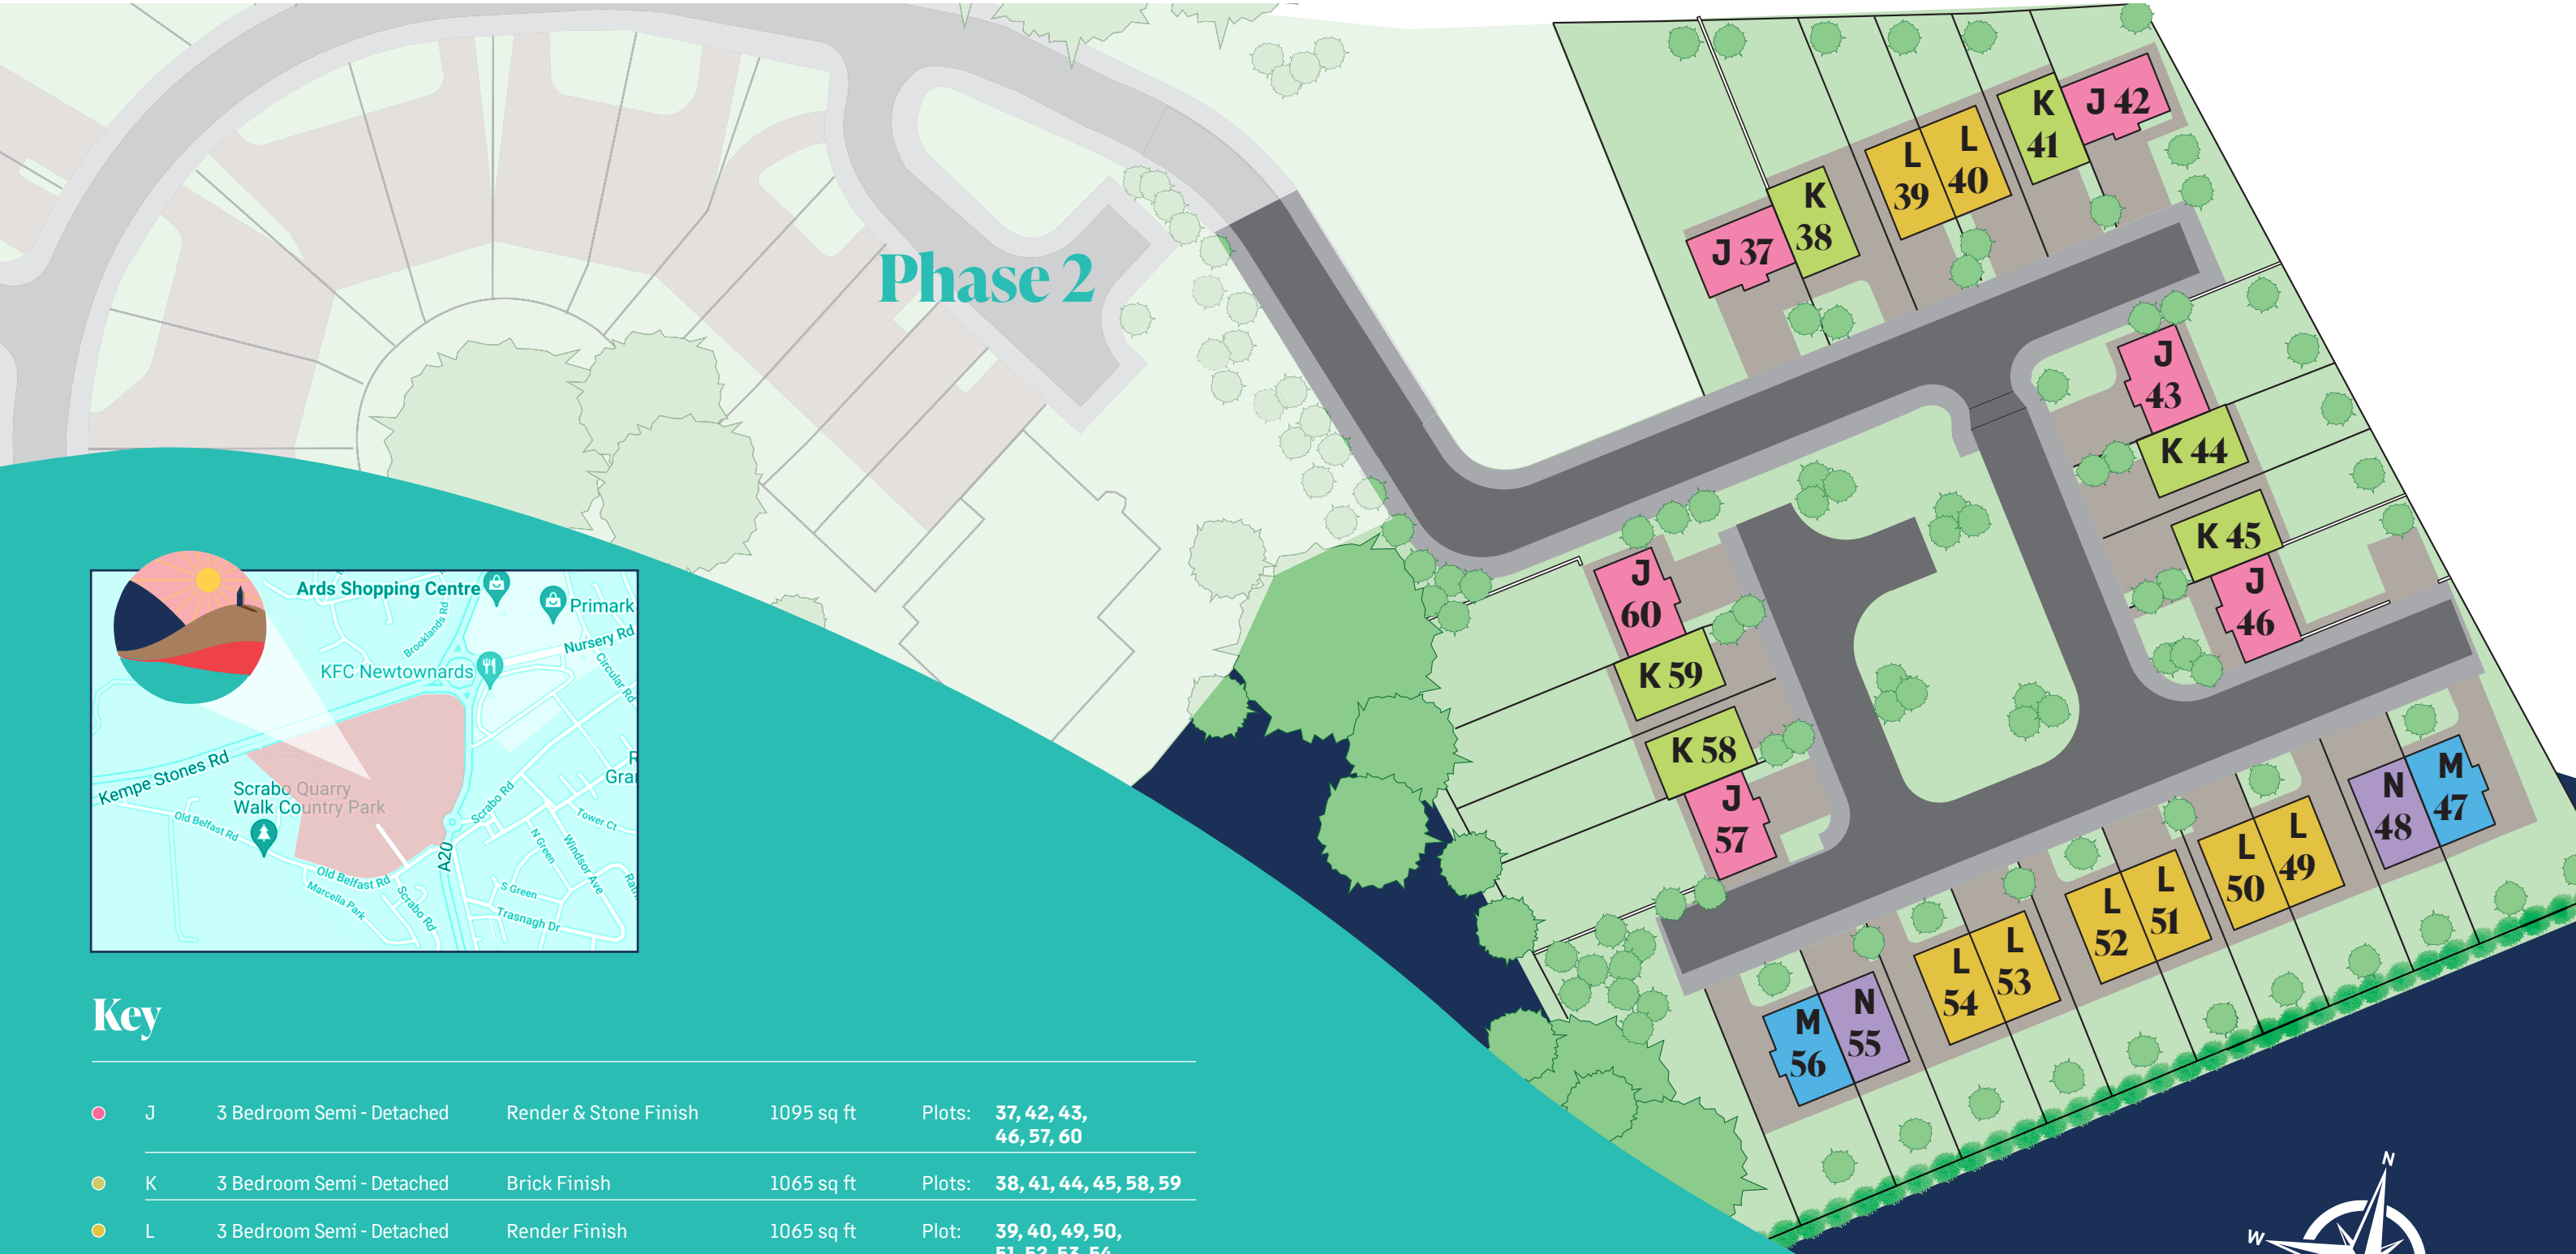 Phase 2
K
41
J 42
L
40
L
39
K
38
J 37
J
43
K 44
K 45
J
46
J
60
K 59
K 58
J
57
M
47
N
48
L
49
L
50
L
51
L
52
L
53
L
54
N
55
M
56
Ards Shopping Centre
Primark
Brooklands Rd
Nursery Rd
KFC Newtownards
Circular Rd
Kempe Stones Rd
Scrabo Quarry
Walk Country Park
Old Belfast Rd
Scrabo Rd
Tower Ct
N Green
Windsor Ave
A20
Old Belfast Rd
Marcella Park
Scrabo Rd
S Green
Trasnagh Dr
Key
J 3 Bedroom Semi - Detached Render & Stone Finish 1095 sq ft Plots: 37, 42, 43,
46, 57, 60
K 3 Bedroom Semi - Detached Brick Finish 1065 sq ft Plots: 38, 41, 44, 45, 58, 59
L 3 Bedroom Semi - Detached Render Finish 1065 sq ft Plot: 39, 40, 49, 50,
51, 52, 53, 54
N
W